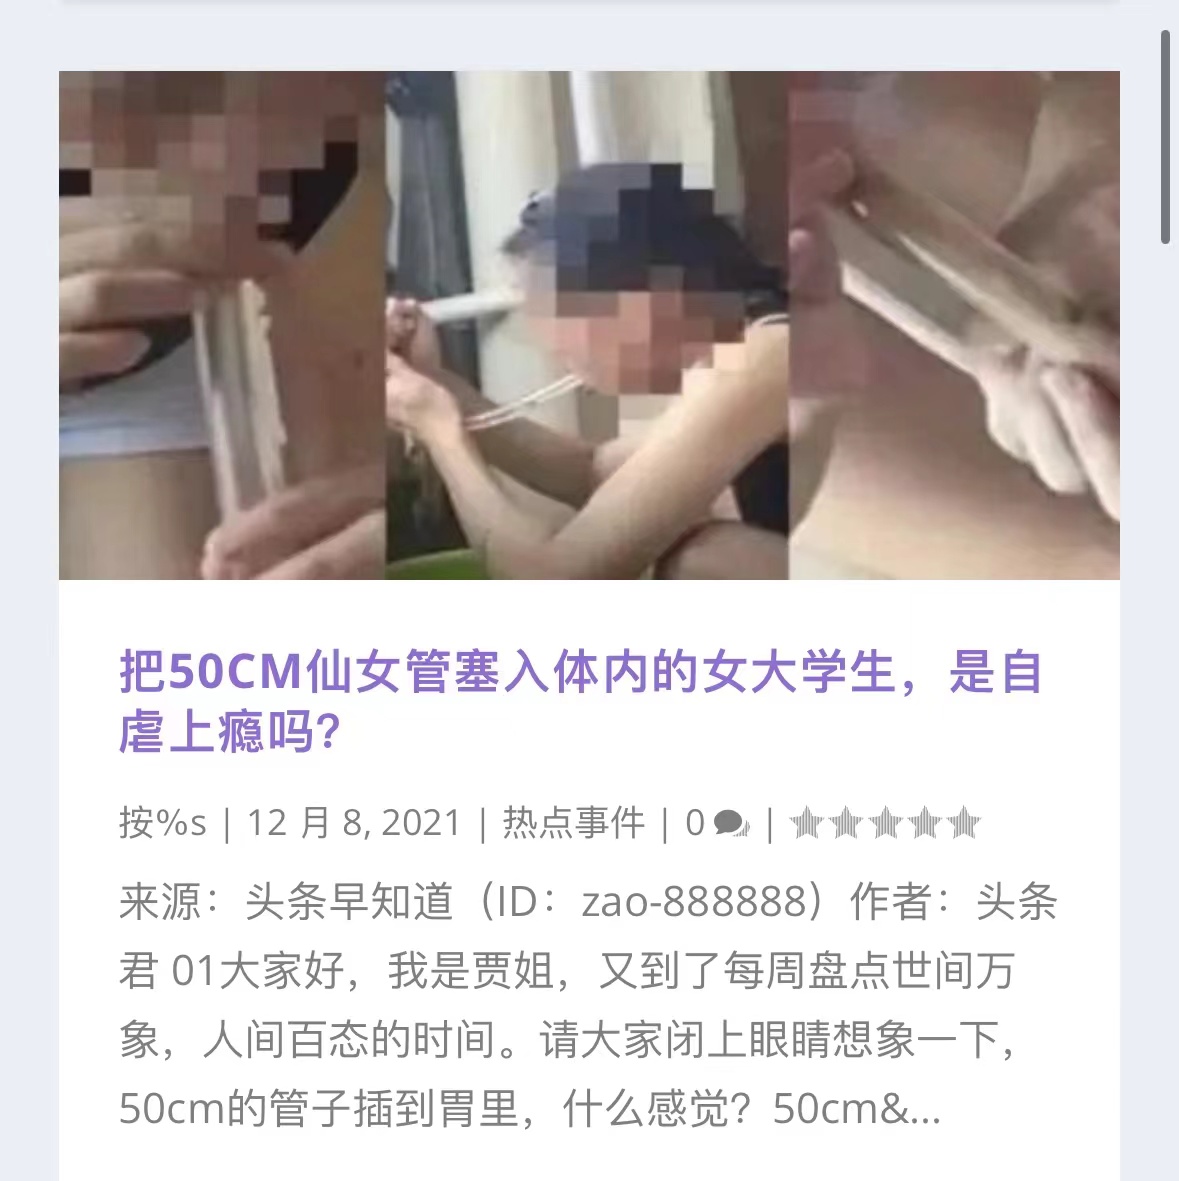 把50CM仙女管塞入体内的女大学生，是自
虐上瘾吗？
按%s | 12 月 8, 2021 | 热点事件 | 0 |
来源：头条早知道（ID：zao-888888）作者：头条
君 01大家好，我是贾姐，又到了每周盘点世间万
象，人间百态的时间。请大家闭上眼睛想象一下，
50cm的管子插到胃里，什么感觉？50cm&...